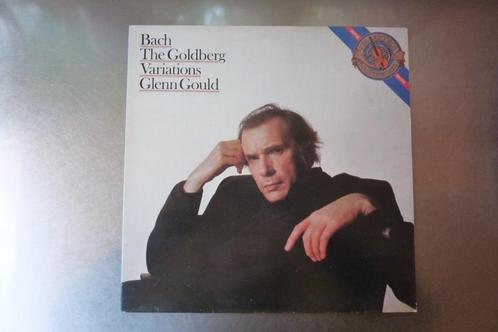 Bach
The Goldberg
Variations
Glenn Gould